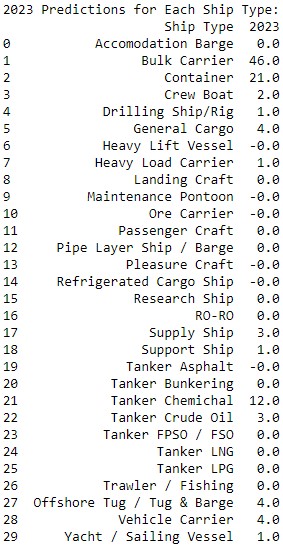 2023 Predictions for Each Ship Type:
Ship Type 2023
0 Accomodation Barge 0.0
1 Bulk Carrier 46.0
2 Container 21.0
3 Crew Boat 2.0
4 Drilling Ship/Rig 1.0
5 General Cargo 4.0
6 Heavy Lift Vessel -0.0
7 Heavy Load Carrier 1.0
8 Landing Craft 0.0
9 Maintenance Pontoon -0.0
10 Ore Carrier -0.0
11 Passenger Craft 0.0
12 Pipe Layer Ship / Barge 0.0
13 Pleasure Craft -0.0
14 Refrigerated Cargo Ship -0.0
15 Research Ship 0.0
16 RO-RO 0.0
17 Supply Ship 3.0
18 Support Ship 1.0
19 Tanker Asphalt -0.0
20 Tanker Bunkering 0.0
21 Tanker Chemichal 12.0
22 Tanker Crude Oil 3.0
23 Tanker FPSO / FSO 0.0
24 Tanker LNG 0.0
25 Tanker LPG 0.0
26 Trawler / Fishing 0.0
27 Offshore Tug / Tug & Barge 4.0
28 Vehicle Carrier 4.0
29 Yacht / Sailing Vessel 1.0